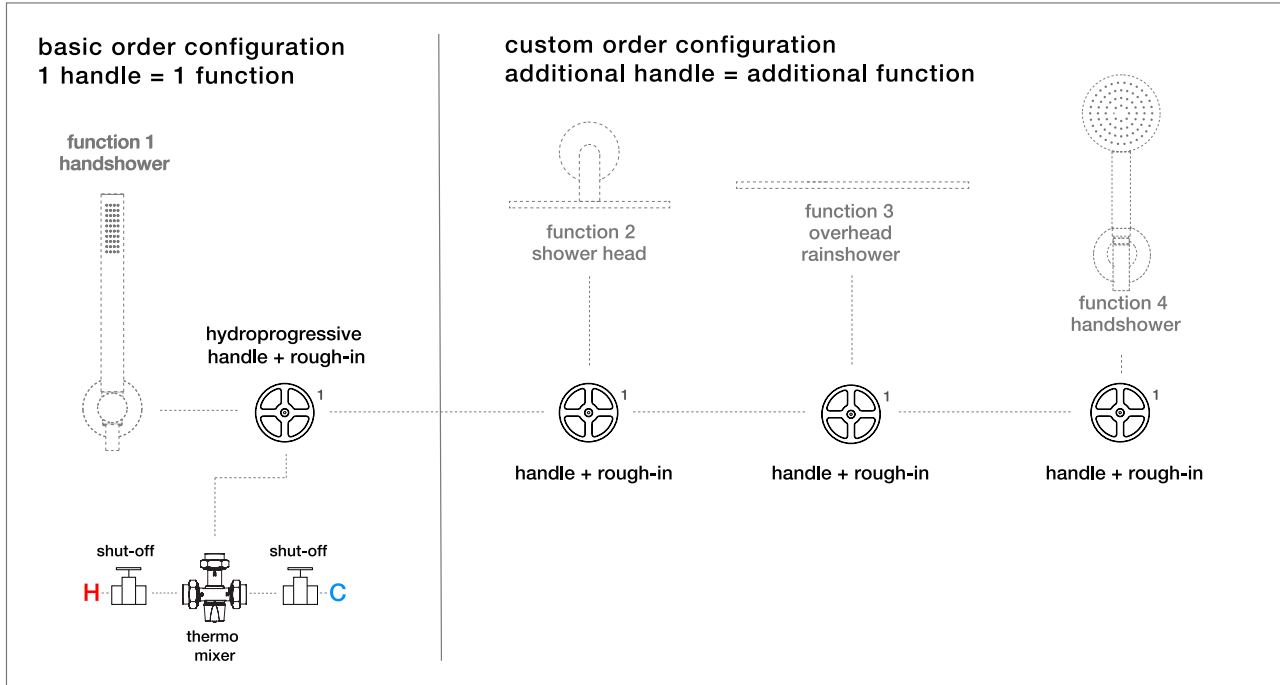 basic order configuration
1 handle = 1 function
function 1
handshower
hydroprogressive
handle + rough-in
1
shut-off
shut-off
H
C
thermo
mixer
custom order configuration
additional handle = additional function
function 2
shower head
function 3
overhead
rainshower
function 4
handshower
1
1
1
handle + rough-in
handle + rough-in
handle + rough-in